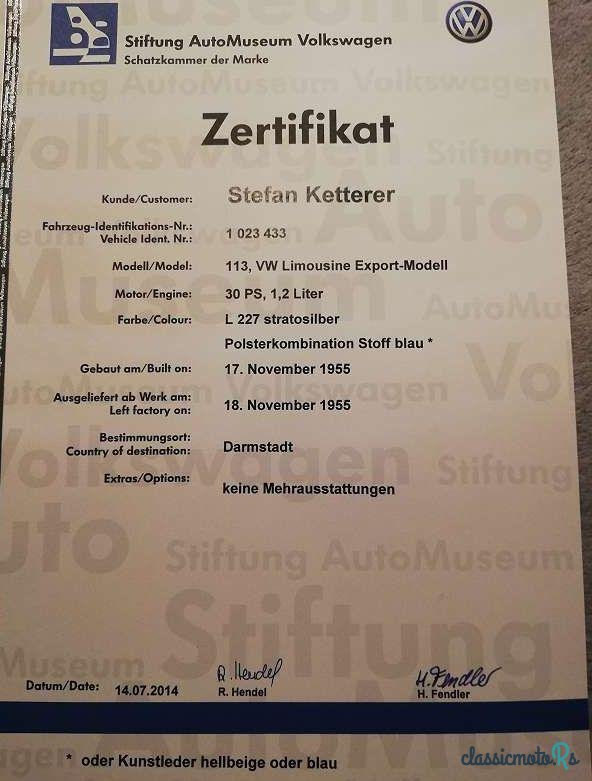 Stiftung AutoMuseum Volkswagen
Schatzkammer der Marke
Zertifikat
Kunde/Customer: Stefan Ketterer
Fahrzeug-Identifikations-Nr.:
Vehicle Ident. Nr.: 1 023 433
Modell/Model: 113, VW Limousine Export-Modell
Motor/Engine: 30 PS, 1,2 Liter
Farbe/Colour: L 227 stratosilber
Polsterkombination Stoff blau *
Gebaut am/Built on: 17. November 1955
Ausgeliefert ab Werk am:
Left factory on: 18. November 1955
Bestimmungsort:
Country of destination: Darmstadt
Extras/Options: keine Mehrausstattungen
R. Hendel H. Fendler
Datum/Date: 14.07.2014 R. Hendel H. Fendler
* oder Kunstleder hellbeige oder blau
classicmoto.Rs